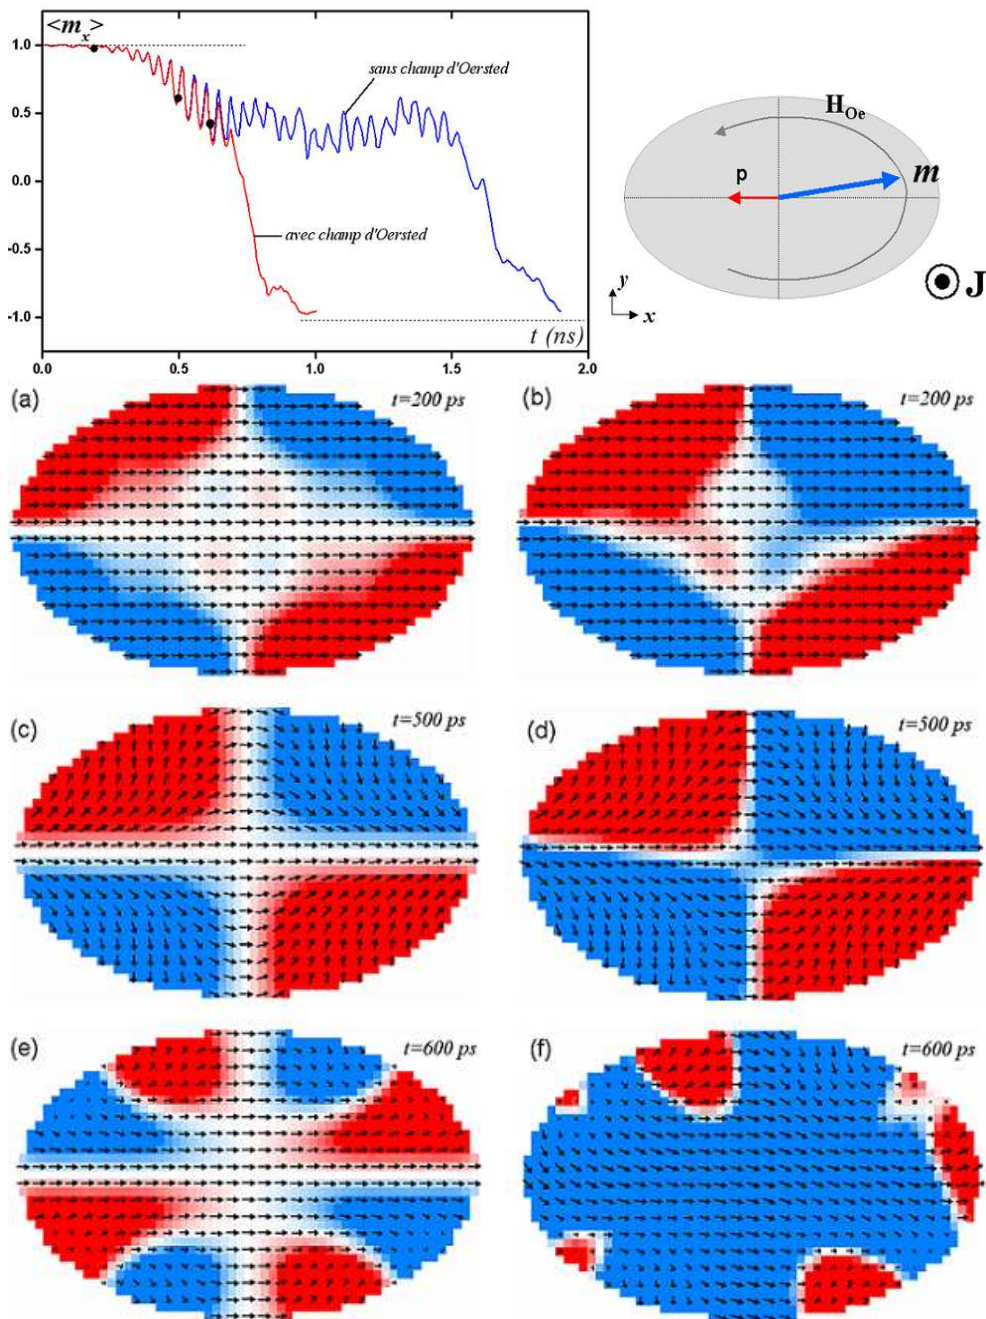 <m_x>
1.0
0.5
0.0
-0.5
-1.0
sans champ d'Oersted
avec champ d'Oersted
t (ns)
0.0 0.5 1.0 1.5 2.0
H_Oe
p
m
J
y
x
(a) t=200 ps
(b) t=200 ps
(c) t=500 ps
(d) t=500 ps
(e) t=600 ps
(f) t=600 ps